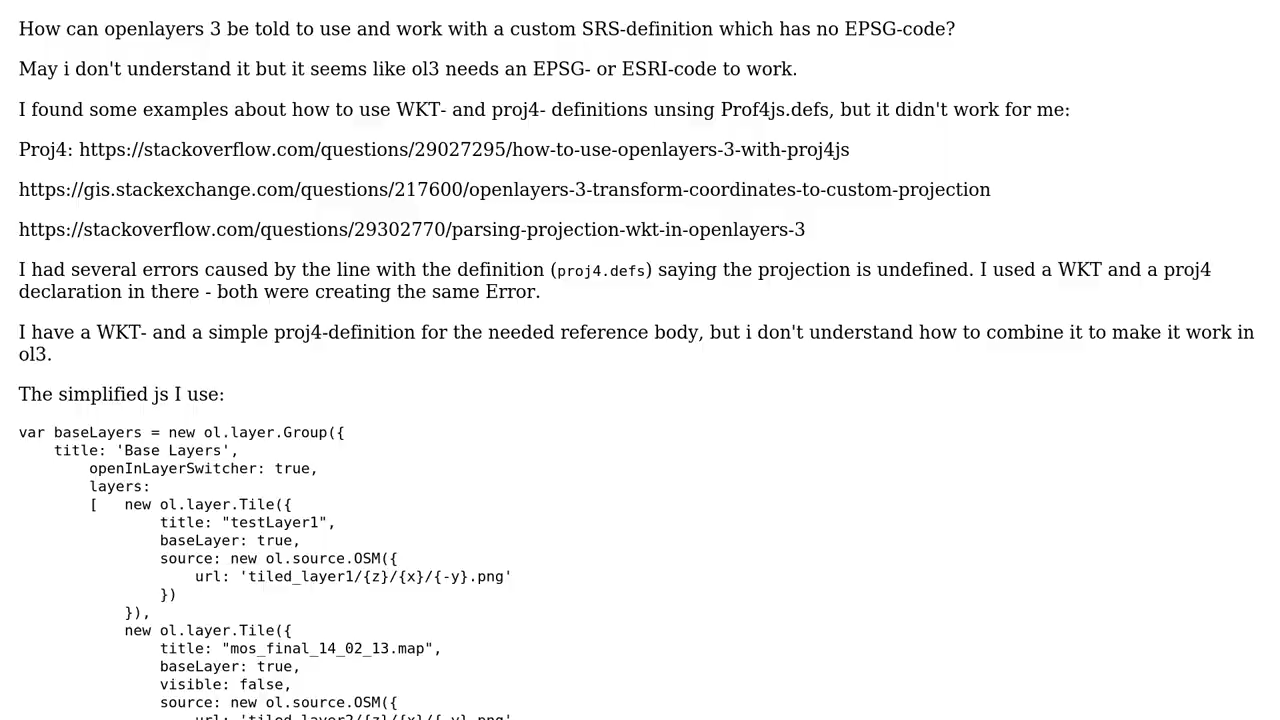 How can openlayers 3 be told to use and work with a custom SRS-definition which has no EPSG-code?
May i don't understand it but it seems like ol3 needs an EPSG- or ESRI-code to work.
I found some examples about how to use WKT- and proj4- definitions unsing Prof4js.defs, but it didn't work for me:
Proj4: https://stackoverflow.com/questions/29027295/how-to-use-openlayers-3-with-proj4js
https://gis.stackexchange.com/questions/217600/openlayers-3-transform-coordinates-to-custom-projection
https://stackoverflow.com/questions/29302770/parsing-projection-wkt-in-openlayers-3
I had several errors caused by the line with the definition (proj4.defs) saying the projection is undefined. I used a WKT and a proj4
declaration in there - both were creating the same Error.
I have a WKT- and a simple proj4-definition for the needed reference body, but i don't understand how to combine it to make it work in
ol3.
The simplified js I use:
var baseLayers = new ol.layer.Group({
    title: 'Base Layers',
        openInLayerSwitcher: true,
        layers:
        [   new ol.layer.Tile({
                title: "testLayer1",
                baseLayer: true,
                source: new ol.source.OSM({
                    url: 'tiled_layer1/{z}/{x}/{-y}.png'
                })
            }),
            new ol.layer.Tile({
                title: "mos_final_14_02_13.map",
                baseLayer: true,
                visible: false,
                source: new ol.source.OSM({
                    url: 'tiled_layer2/{z}/{x}/{-y}.png'